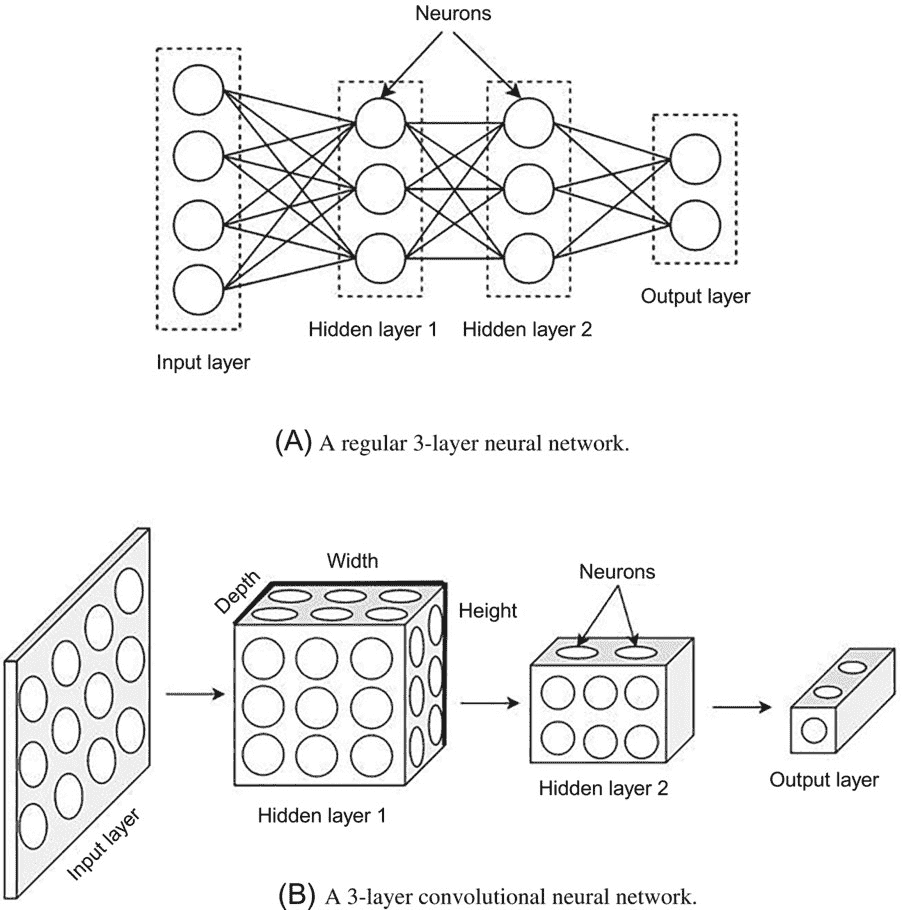 Neurons
Input layer
Hidden layer 1
Hidden layer 2
Output layer
(A) A regular 3-layer neural network.
Depth
Width
Height
Neurons
Input layer
Hidden layer 1
Hidden layer 2
Output layer
(B) A 3-layer convolutional neural network.